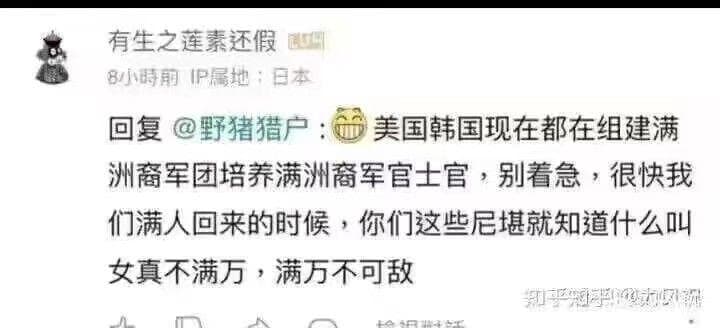 有生之莲素还假 LV4
8小時前 IP属地：日本
回复 @野猪猎户 : 美国韩国现在都在组建满
洲裔军团培养满洲裔军官士官，别着急，很快我
们满人回来的时候，你们这些尼堪就知道什么叫
女真不满万，满万不可敌
知乎